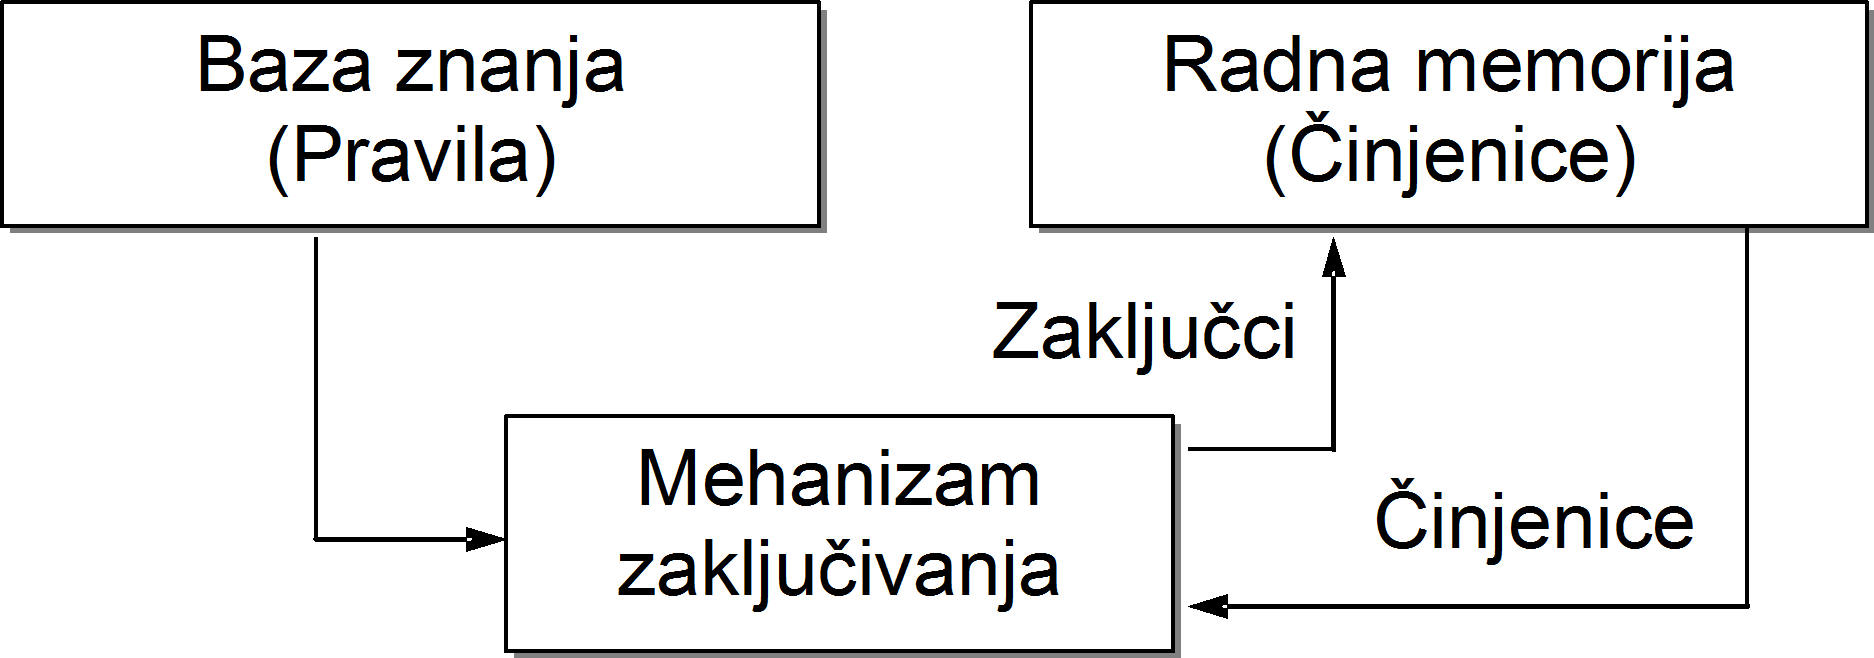 Baza znanja
(Pravila)
Radna memorija
(Činjenice)
Zaključci
Mehanizam
zaključivanja
Činjenice